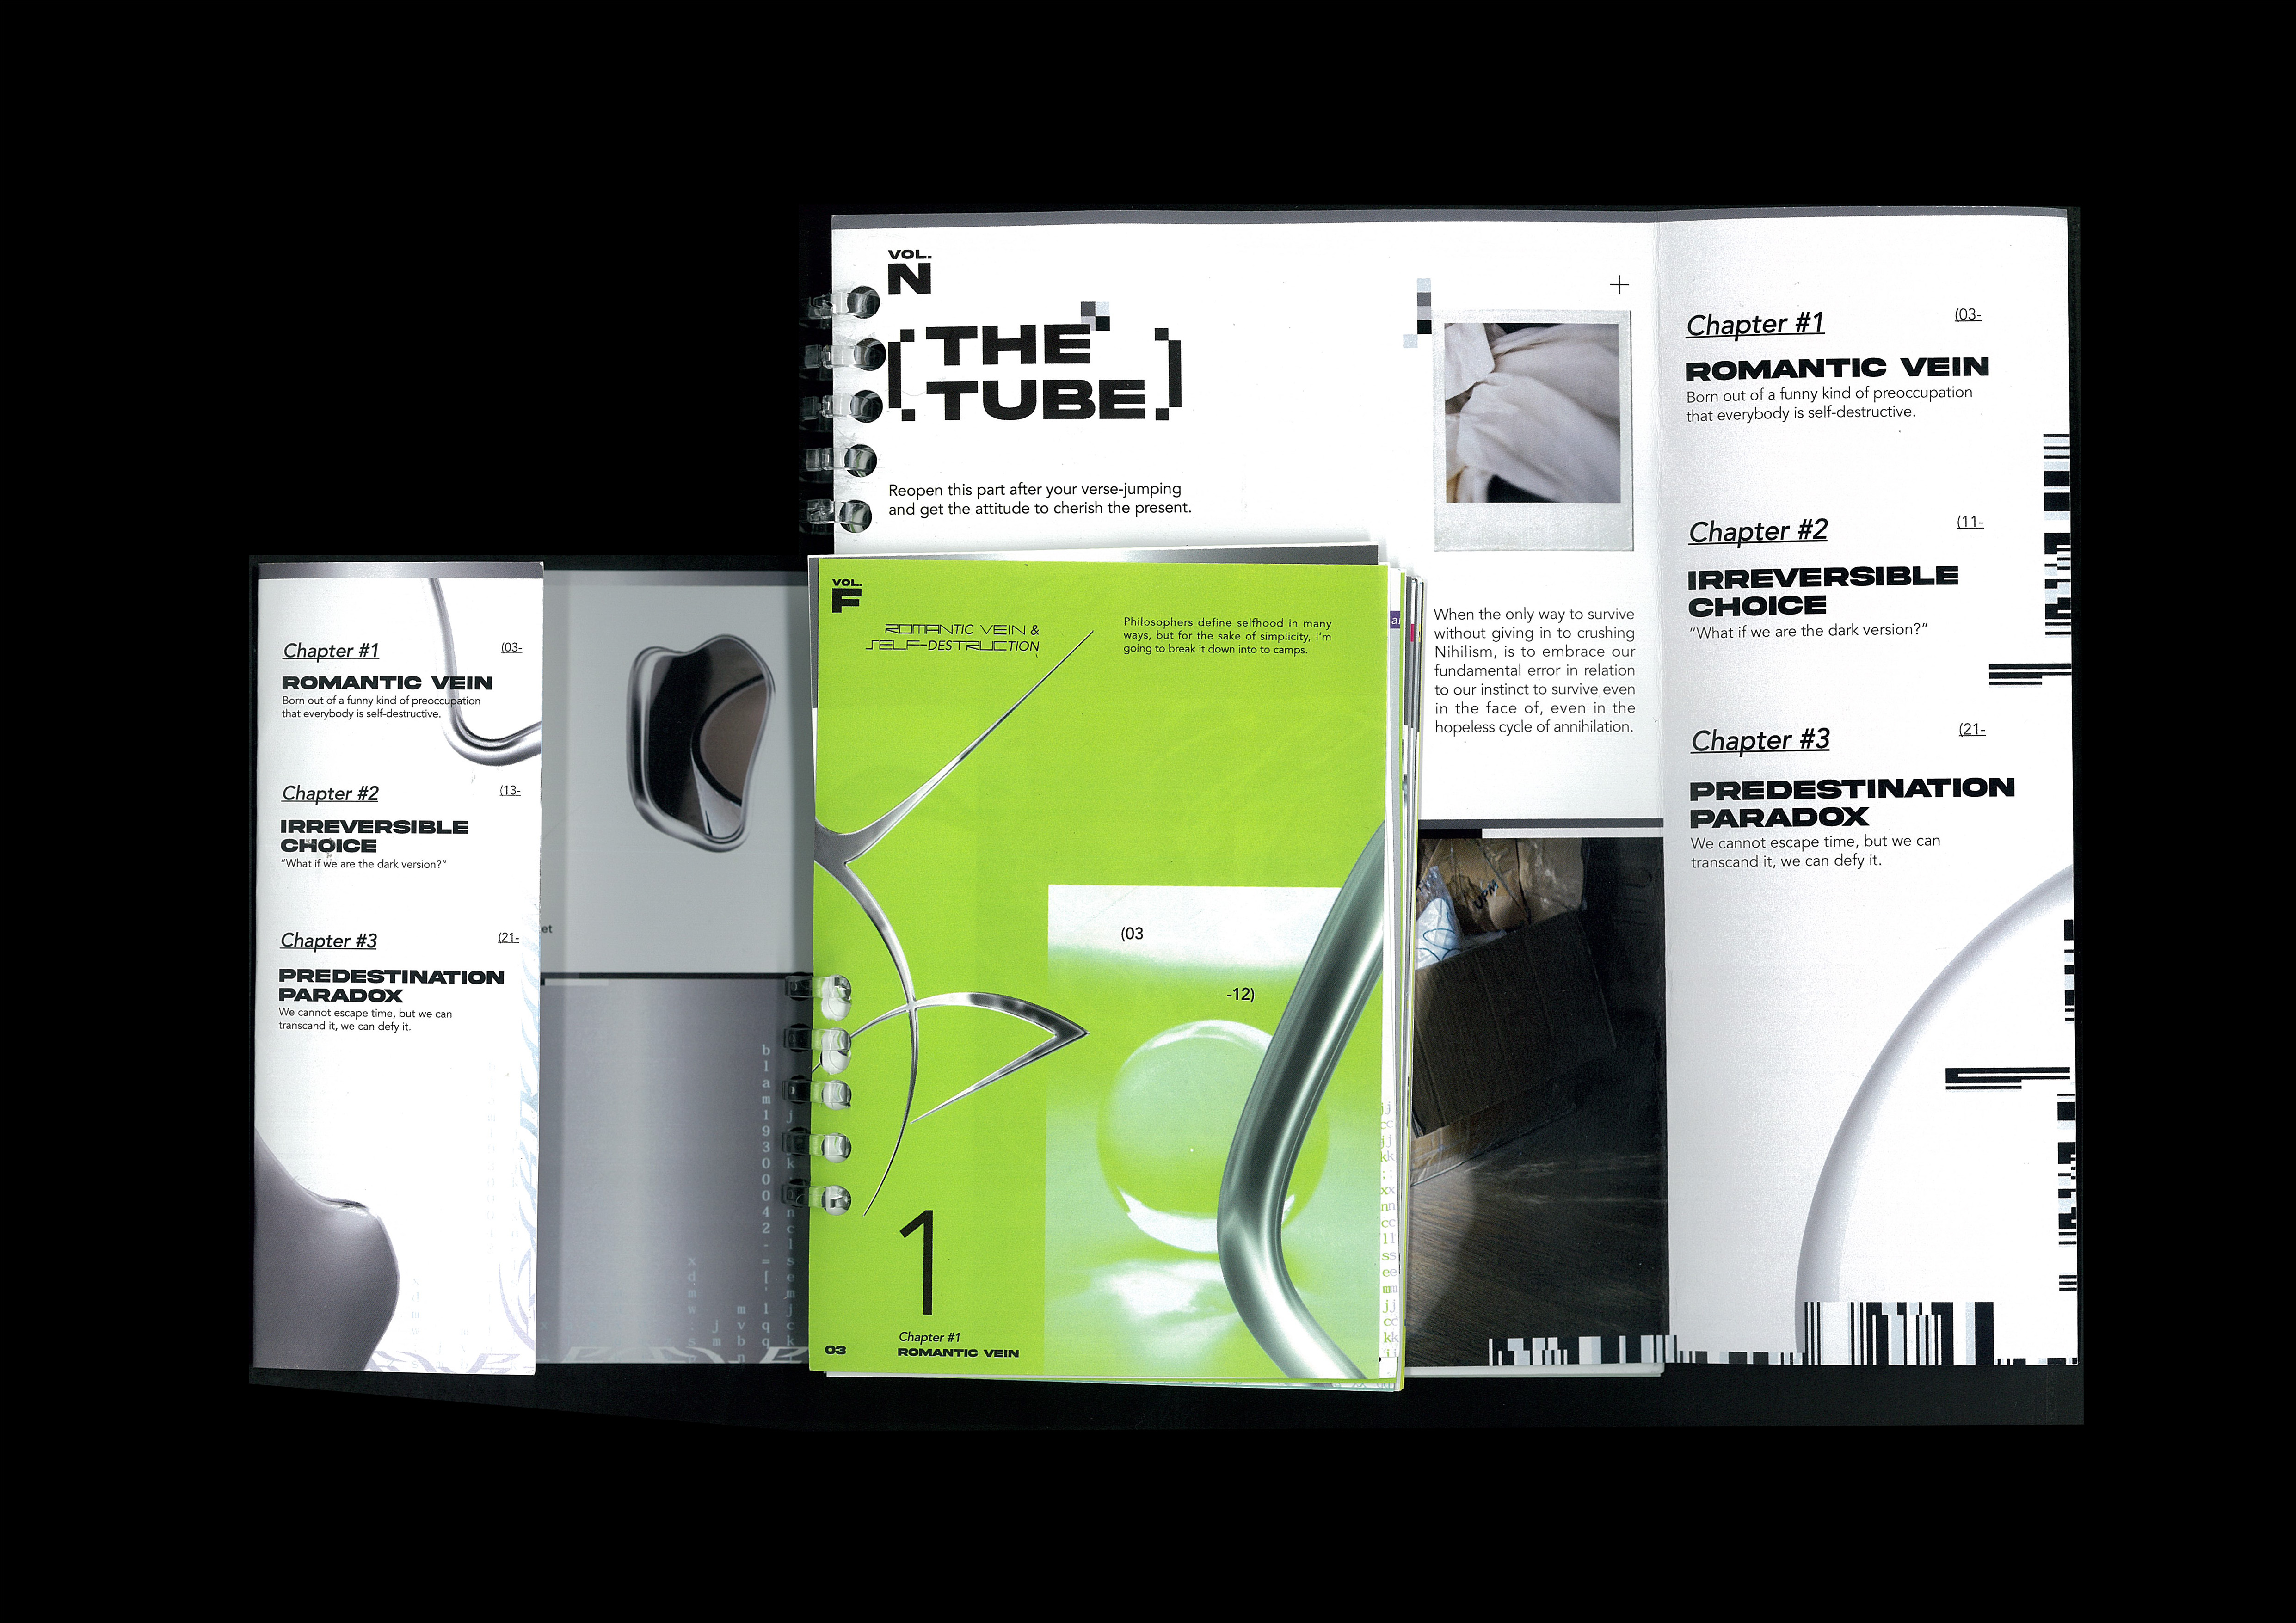 VOL.
N
THE
TUBE
Reopen this part after your verse-jumping
and get the attitude to cherish the present.
When the only way to survive
without giving in to crushing
Nihilism, is to embrace our
fundamental error in relation
to our instinct to survive even
in the face of, even in the
hopeless cycle of annihilation.
UPM
Chapter #1
(03-
ROMANTIC VEIN
Born out of a funny kind of preoccupation
that everybody is self-destructive.
Chapter #2
(11-
IRREVERSIBLE
CHOICE
“What if we are the dark version?”
Chapter #3
(21-
PREDESTINATION
PARADOX
We cannot escape time, but we can
transcand it, we can defy it.
Chapter #1
(03-
ROMANTIC VEIN
Born out of a funny kind of preoccupation
that everybody is self-destructive.
Chapter #2
(13-
IRREVERSIBLE
CHOICE
“What if we are the dark version?”
Chapter #3
(21-
PREDESTINATION
PARADOX
We cannot escape time, but we can
transcand it, we can defy it.
et
VOL.
F
ROMANTIC VEIN &
SELF-DESTRUCTION
Philosophers define selfhood in many
ways, but for the sake of simplicity, I’m
going to break it down into to camps.
(03
-12)
1
Chapter #1
03
ROMANTIC VEIN